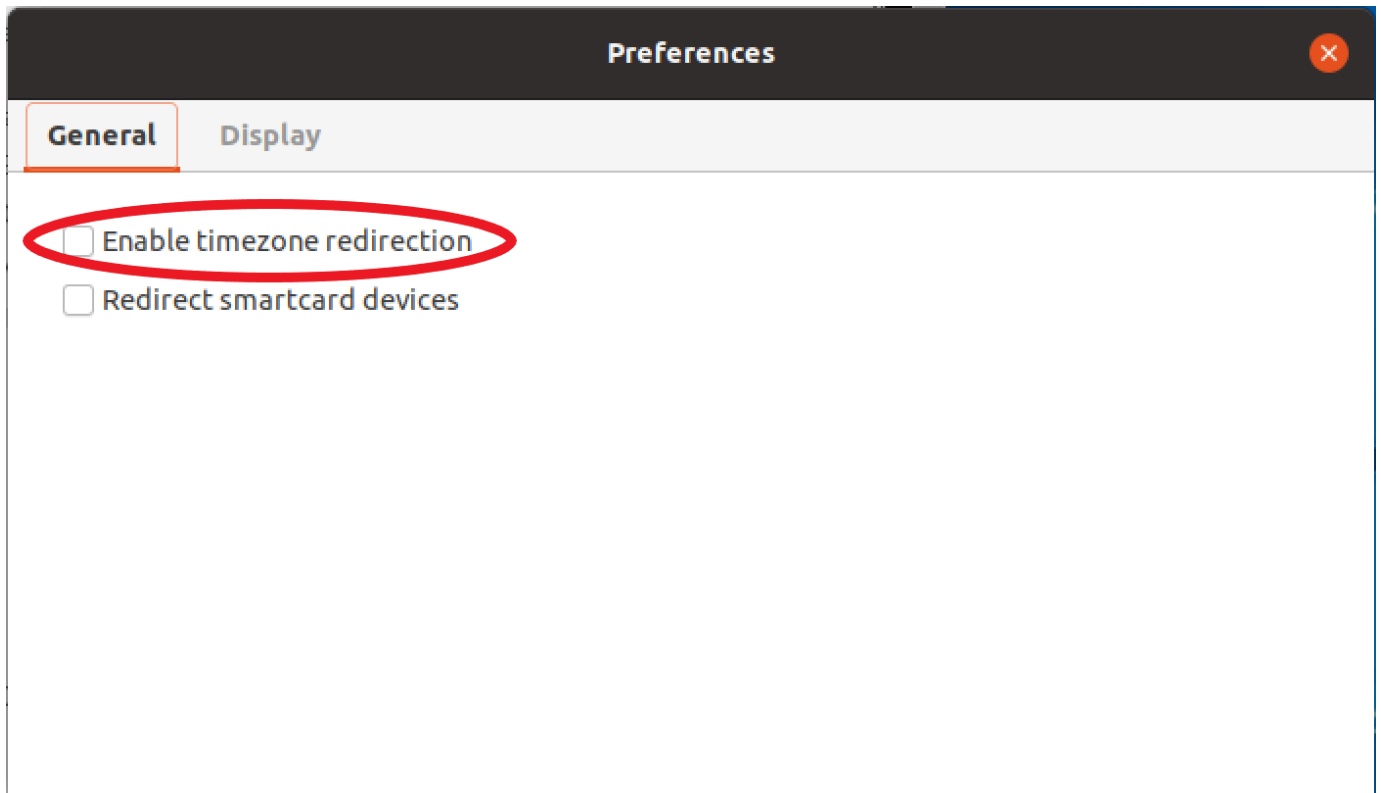 Preferences
General Display
Enable timezone redirection
Redirect smartcard devices